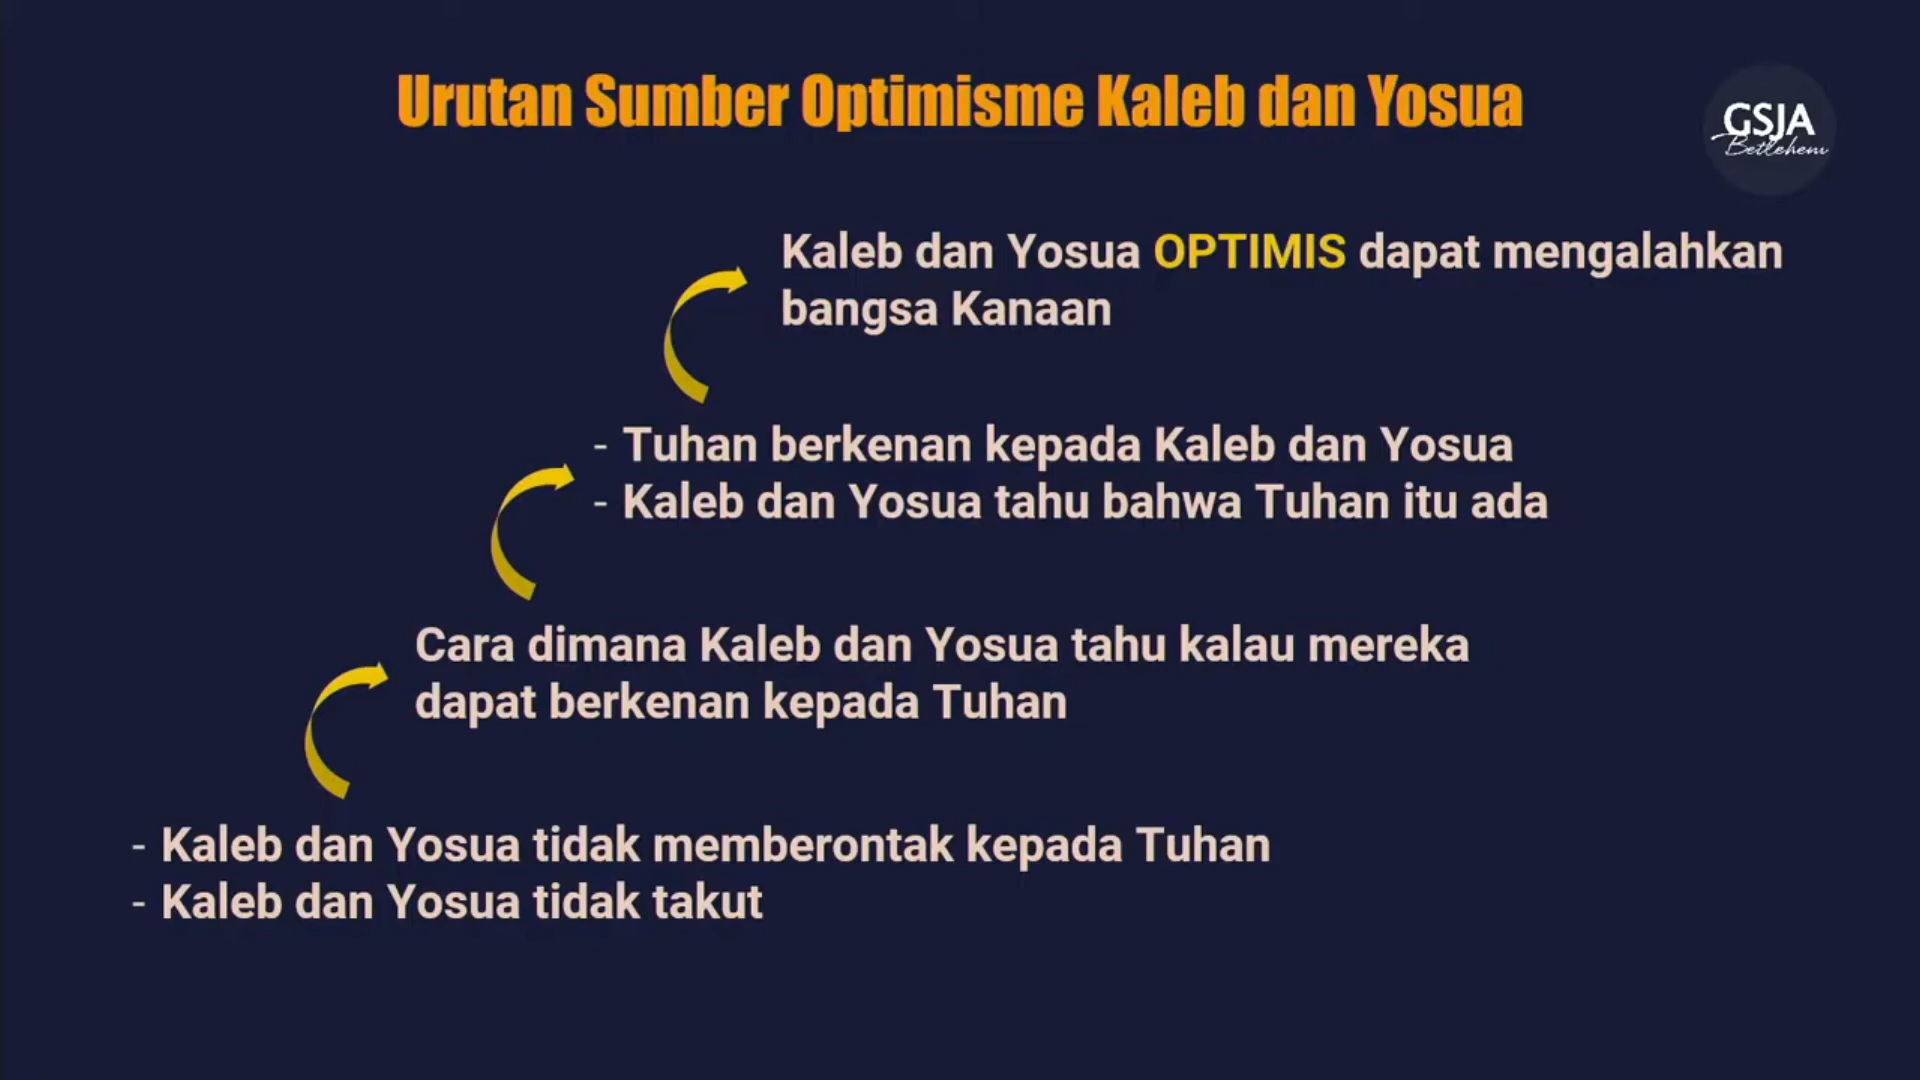 Urutan Sumber Optimisme Kaleb dan Yosua
GSJA
Betlehem
Kaleb dan Yosua OPTIMIS dapat mengalahkan
bangsa Kanaan
- Tuhan berkenan kepada Kaleb dan Yosua
- Kaleb dan Yosua tahu bahwa Tuhan itu ada
Cara dimana Kaleb dan Yosua tahu kalau mereka
dapat berkenan kepada Tuhan
- Kaleb dan Yosua tidak memberontak kepada Tuhan
- Kaleb dan Yosua tidak takut